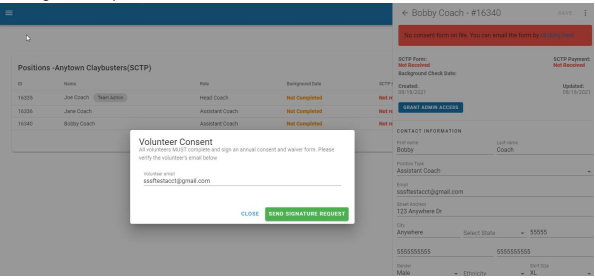 ← Bobby Coach - #16340 SAVE
No consent form on file. You can email the form by clicking here
Positions -Anytown Claybusters(SCTP)
ID Name Role Background Date SCTP
16355 Joe Coach Team Admin Head Coach Not Completed Not
16336 Jane Coach Assistant Coach Not Completed Not
16340 Bobby Coach Assistant Coach Not Completed Not
Volunteer Consent
All volunteers MUST complete and sign an annual consent and waiver form. Please
verify the volunteer's email below
Volunteer email
sssftestacct@gmail.com
CLOSE SEND SIGNATURE REQUEST
SCTP Form: SCTP Payment:
Not Received Not Received
Background Check Date:
Created: Updated:
08/16/2021 08/16/2021
GRANT ADMIN ACCESS
CONTACT INFORMATION
First name Last name
Bobby Coach
Position Type
Assistant Coach
Email
sssftestacct@gmail.com
Street Address
123 Anywhere Dr
City
Anywhere Select State 55555
5555555555 5555555555
Gender Shirt Size
Male Ethnicity XL